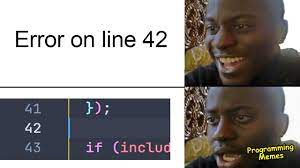 Error on line 42
41 });
42
43 if (includ
Programming
Memes